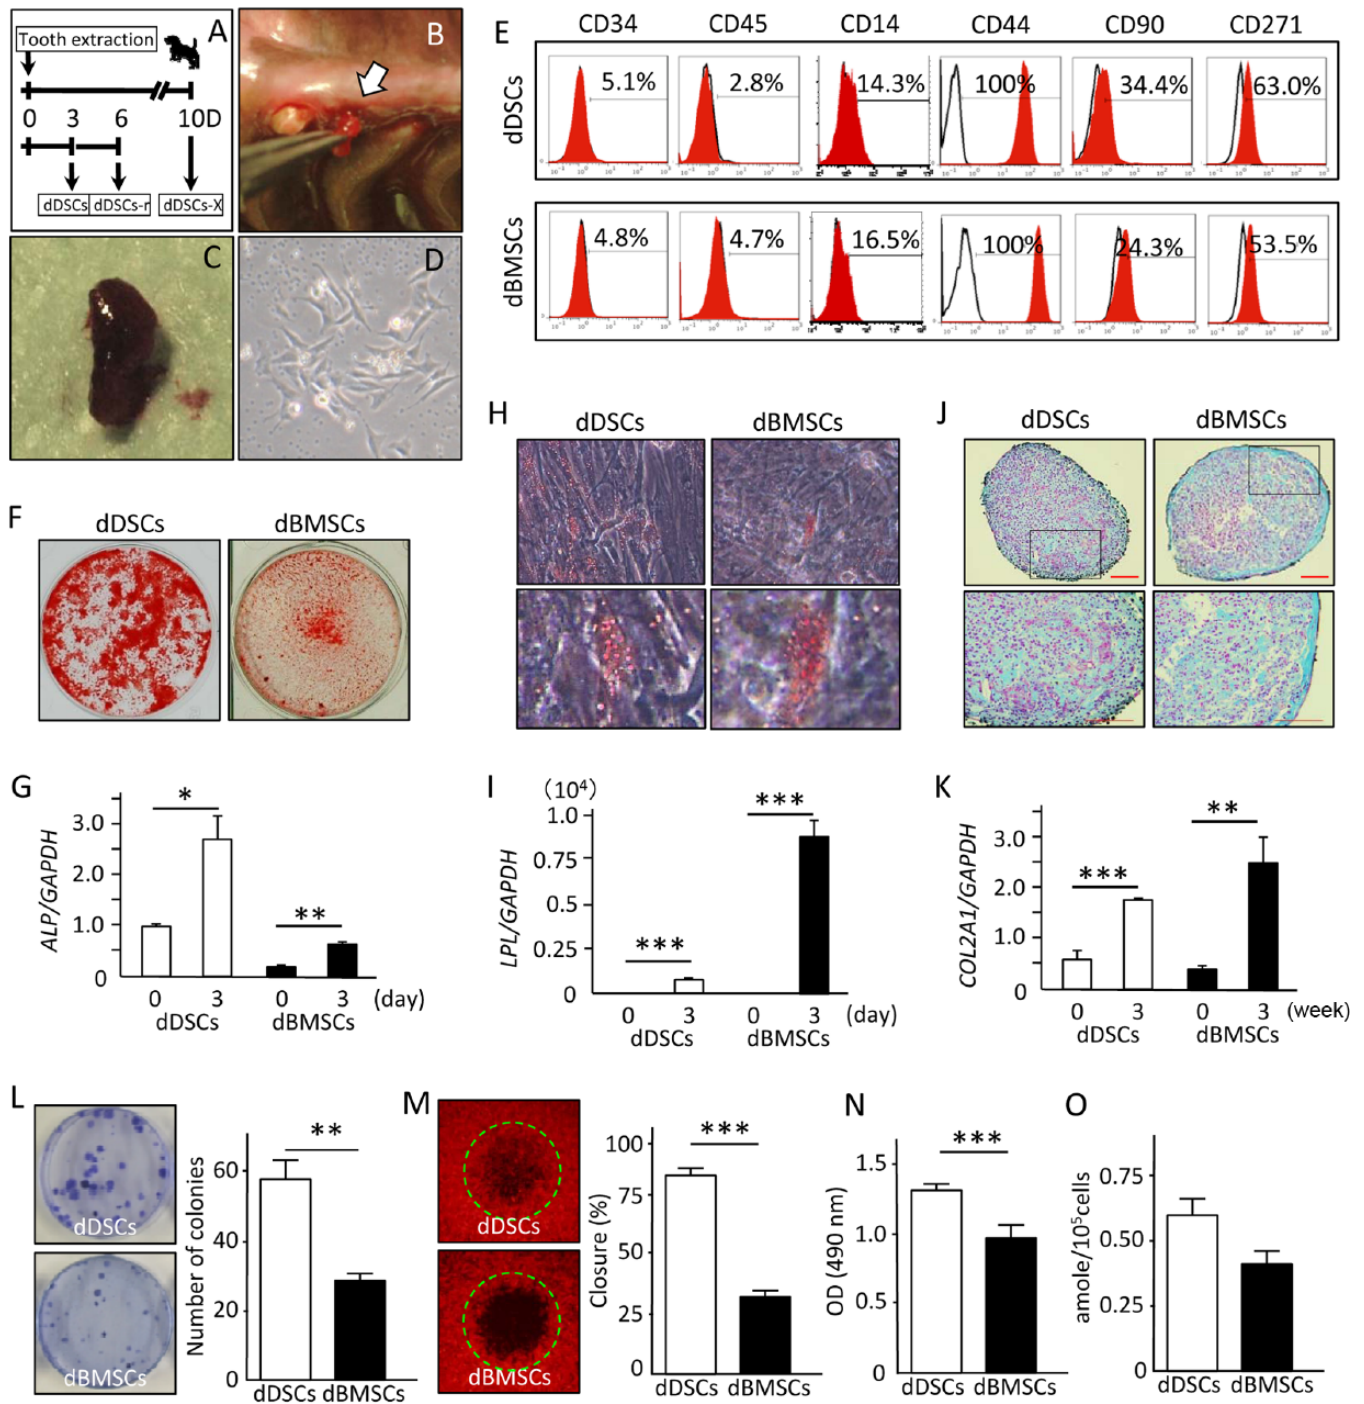 A
Tooth extraction
0 3 6 10D
dDSCs dDSCs-r dDSCs-X
B
C
D
E
CD34 CD45 CD14 CD44 CD90 CD271
dDSCs
5.1% 2.8% 14.3% 100% 34.4% 63.0%
dBMSCs
4.8% 4.7% 16.5% 100% 24.3% 53.5%
F
dDSCs dBMSCs
H
dDSCs dBMSCs
J
dDSCs dBMSCs
G
ALP/GAPDH
3.0
2.0
1.0
0
*
**
0 3 0 3 (day)
dDSCs dBMSCs
I
(10⁴)
LPL/GAPDH
1.0
0.75
0.5
0.25
0
***
***
0 3 0 3 (day)
dDSCs dBMSCs
K
COL2A1/GAPDH
3.0
2.0
1.0
0
***
**
0 3 0 3 (week)
dDSCs dBMSCs
L
dDSCs
dBMSCs
Number of colonies
60
40
20
0
**
dDSCs dBMSCs
M
dDSCs
dBMSCs
Closure (%)
100
75
50
25
0
***
dDSCs dBMSCs
N
OD (490 nm)
1.5
1.0
0.5
0
***
dDSCs dBMSCs
O
amole/10⁵cells
0.75
0.50
0.25
0
dDSCs dBMSCs